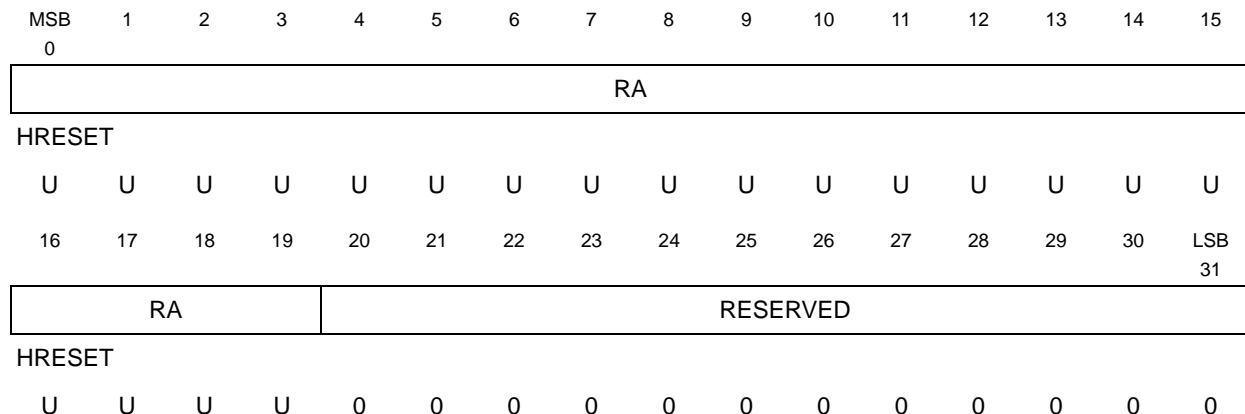 MSB 1 2 3 4 5 6 7 8 9 10 11 12 13 14 15
0
RA
HRESET
U U U U U U U U U U U U U U U U
16 17 18 19 20 21 22 23 24 25 26 27 28 29 30 LSB
31
RA RESERVED
HRESET
U U U U 0 0 0 0 0 0 0 0 0 0 0 0